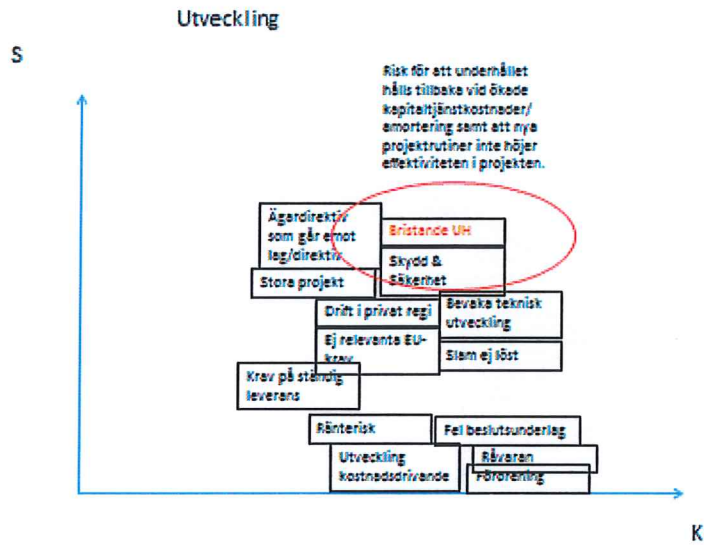 Utveckling
S
Risk för att underhållet
hålls tillbaka vid ökade
kapitaltjänstkostnader/
amortering samt att nya
projektrutiner inte höjer
effektiviteten i projekten.
Ägardirektiv
som går emot
lag/direktiv
Bristande UH
Skydd &
Säkerhet
Stora projekt
Drift i privat regi
Bevaka teknisk
utveckling
Ej relevanta EU-
krav
Slam ej löst
Krav på ständig
leverans
Ränterisk
Fel beslutsunderlag
Utveckling
kostnadsdrivande
Råvaran
Förorening
K